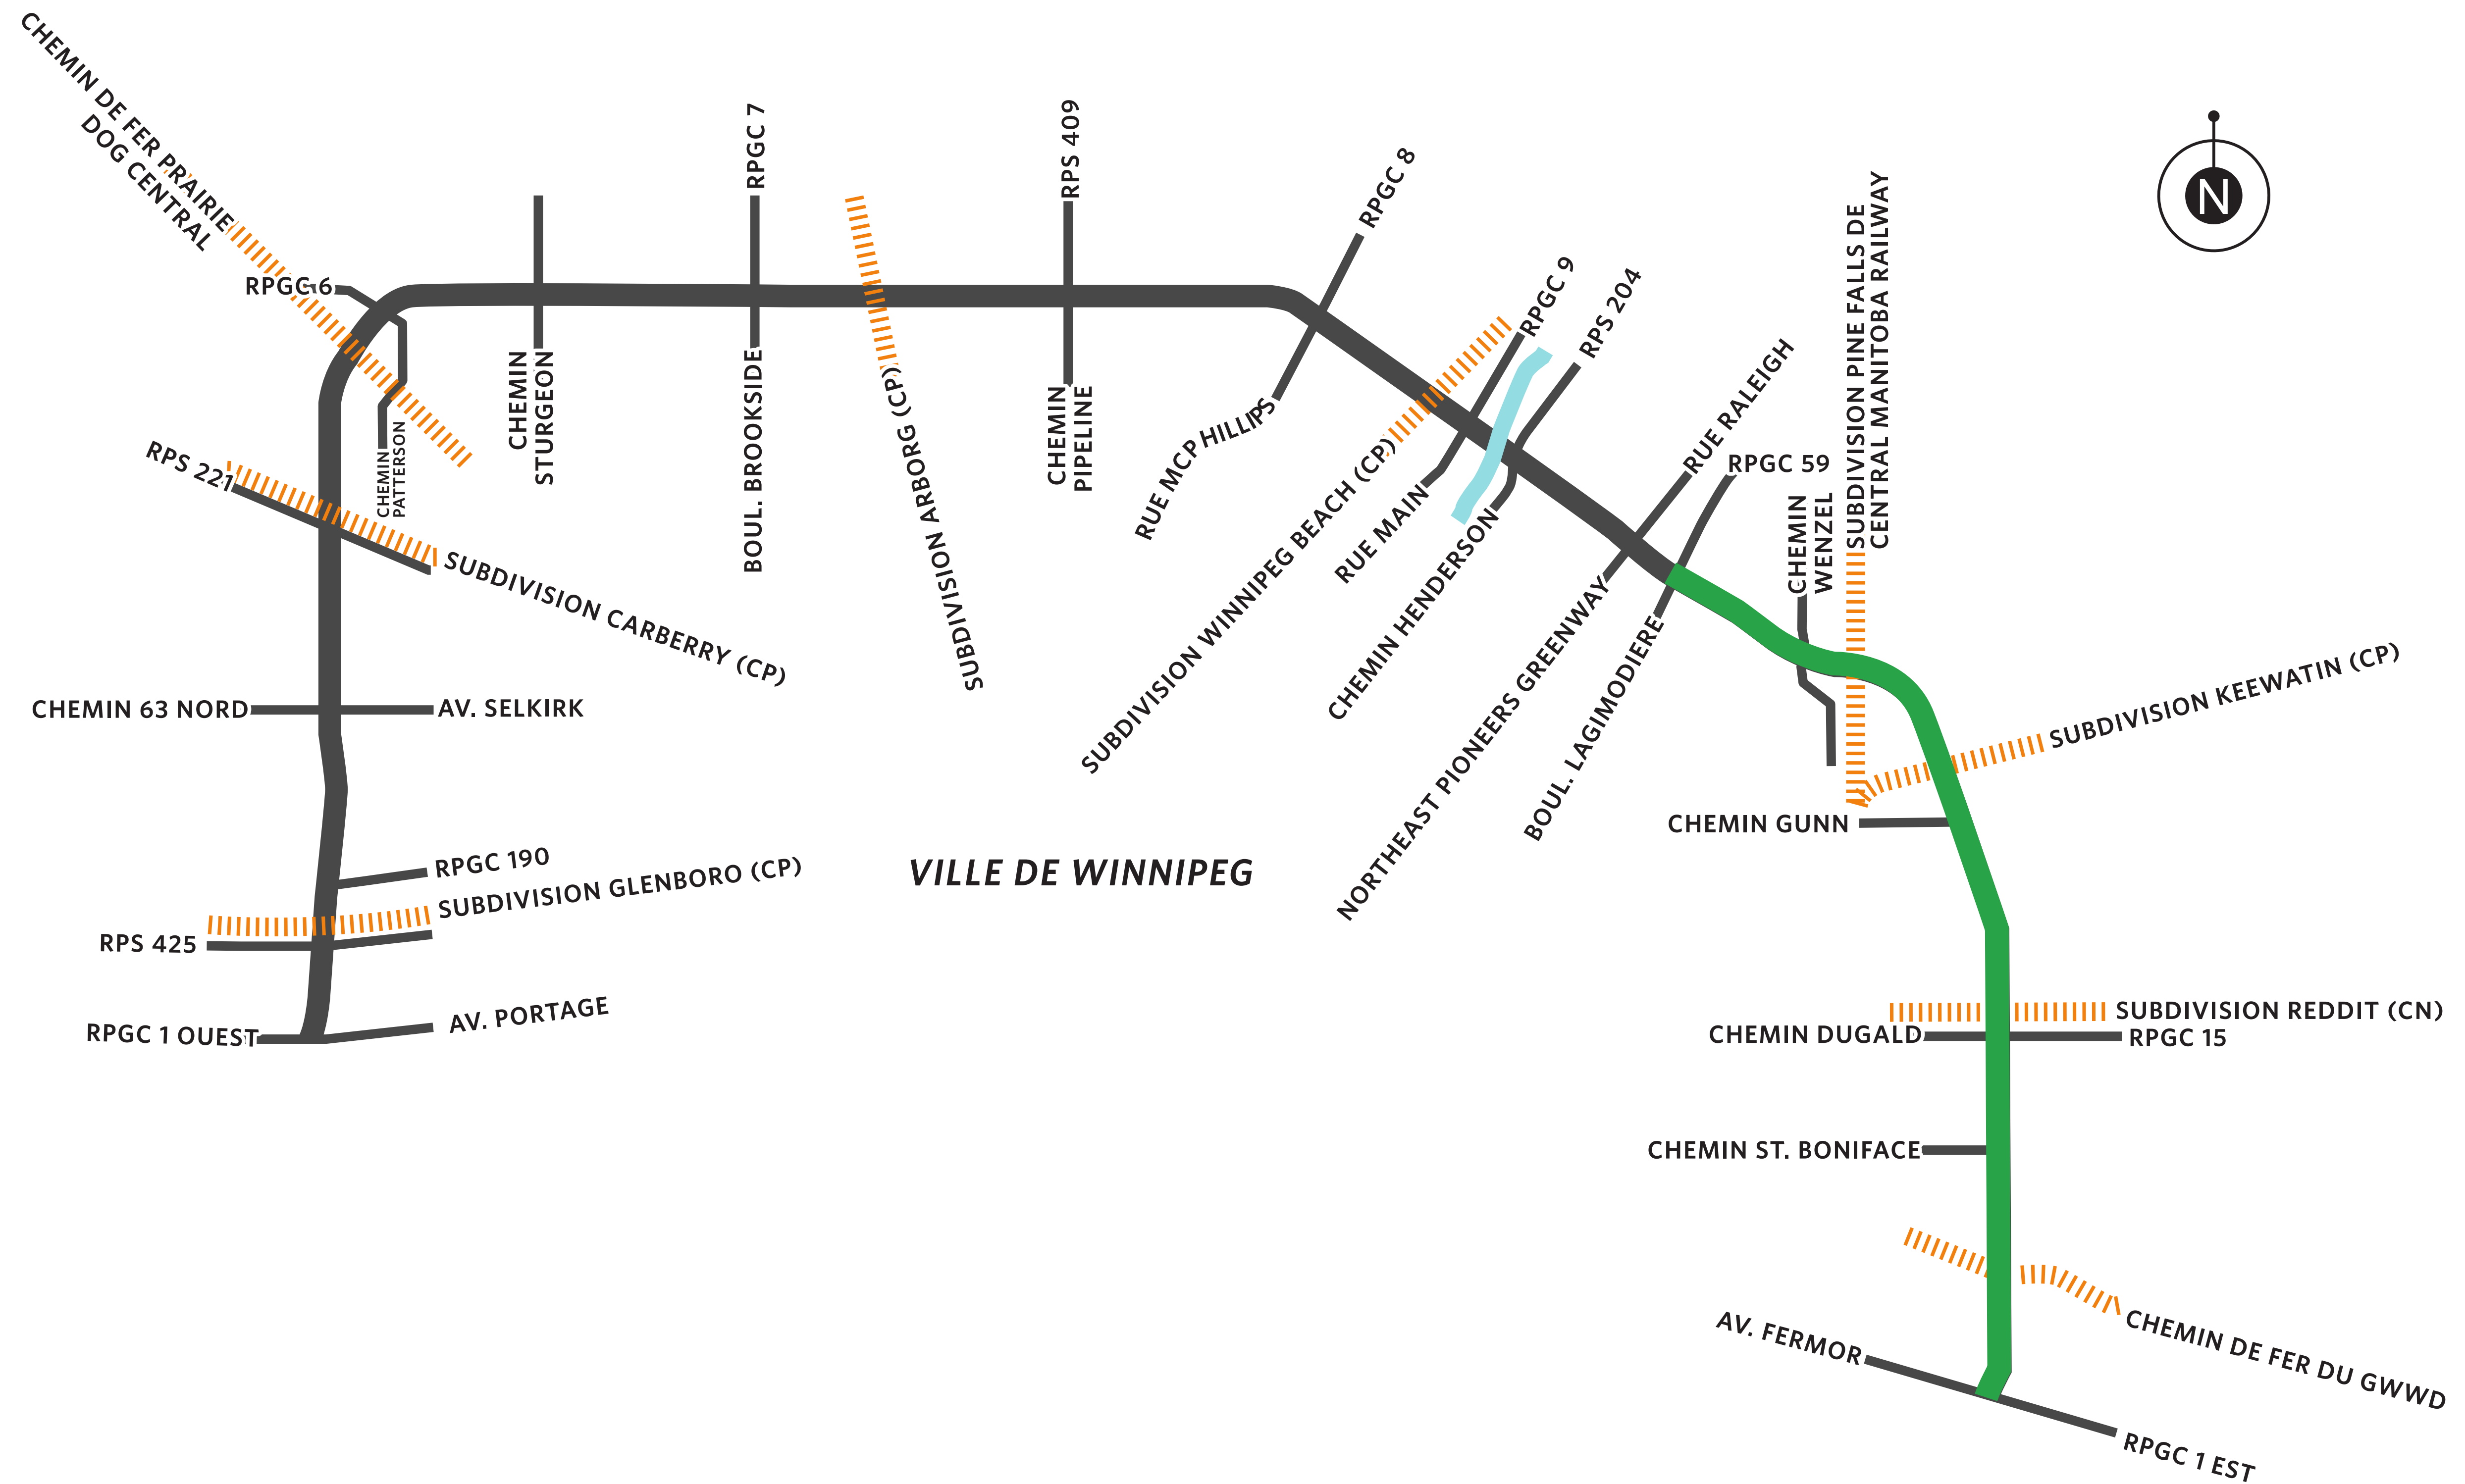 CHEMIN DE FER PRAIRIE
DOG CENTRAL
RPGC 6
CHEMIN
PATTERSON
CHEMIN
STURGEON
RPGC 7
BOUL. BROOKSIDE
SUBDIVISION ARBORG (CP)
RPS 409
CHEMIN
PIPELINE
RPGC 8
RUE MCPHILLIPS
SUBDIVISION WINNIPEG BEACH (CP)
RPGC 9
RUE MAIN
RPS 204
CHEMIN HENDERSON
RUE RALEIGH
NORTHEAST PIONEERS GREENWAY
RPGC 59
BOUL. LAGIMODIERE
CHEMIN
WENZEL
SUBDIVISION PINE FALLS DE
CENTRAL MANITOBA RAILWAY
N
RPS 221
SUBDIVISION CARBERRY (CP)
CHEMIN 63 NORD
AV. SELKIRK
RPGC 190
SUBDIVISION GLENBORO (CP)
RPS 425
RPGC 1 OUEST
AV. PORTAGE
VILLE DE WINNIPEG
SUBDIVISION KEEWATIN (CP)
CHEMIN GUNN
SUBDIVISION REDDIT (CN)
CHEMIN DUGALD
RPGC 15
CHEMIN ST. BONIFACE
CHEMIN DE FER DU GWWD
AV. FERMOR
RPGC 1 EST